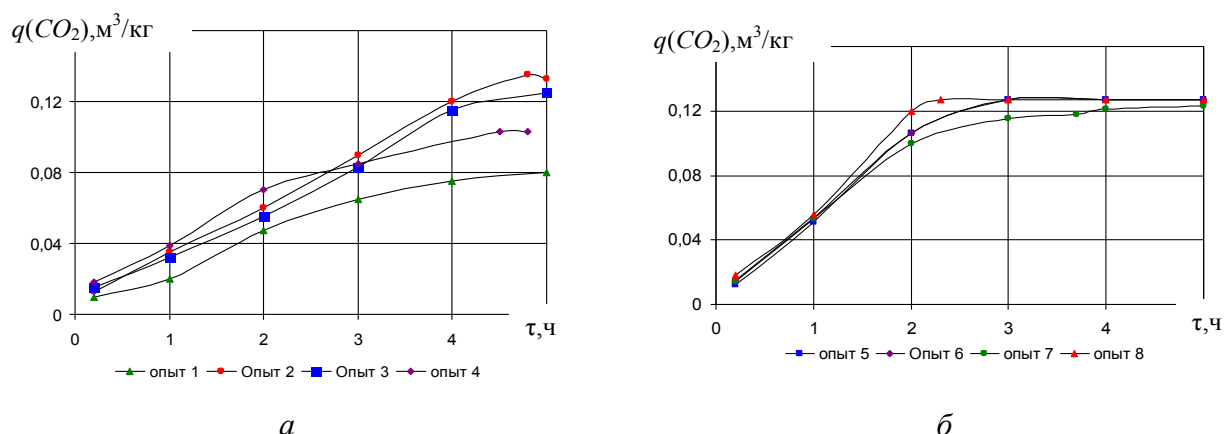 q(CO₂),м³/кг
0,12
0,08
0,04
0
0 1 2 3 4 τ,ч
опыт 1 Опыт 2 Опыт 3 опыт 4
а
q(CO₂),м³/кг
0,12
0,08
0,04
0
0 1 2 3 4 τ,ч
опыт 5 Опыт 6 опыт 7 опыт 8
б